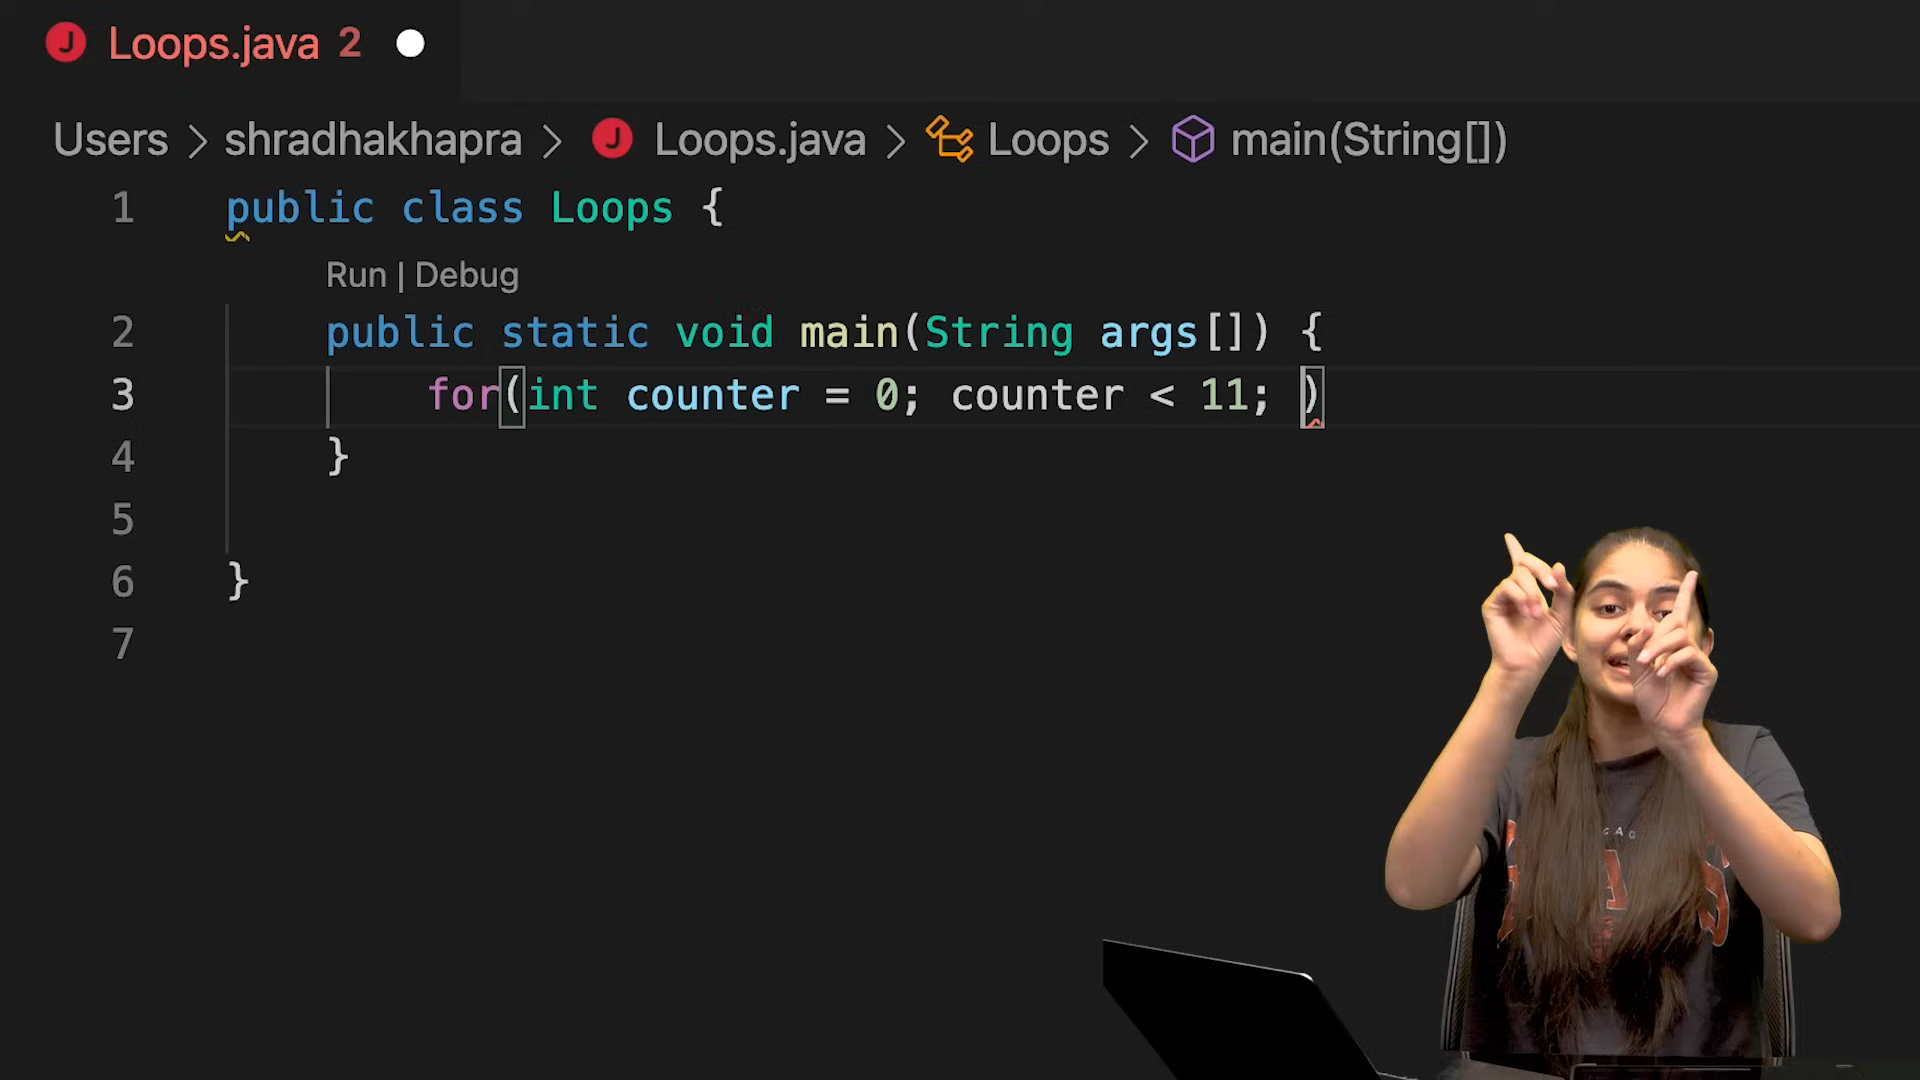 Loops.java 2
Users > shradhakhapra > Loops.java > Loops > main(String[])
1 public class Loops {
Run | Debug
2 public static void main(String args[]) {
3 for(int counter = 0; counter < 11; )
4 }
5
6 }
7